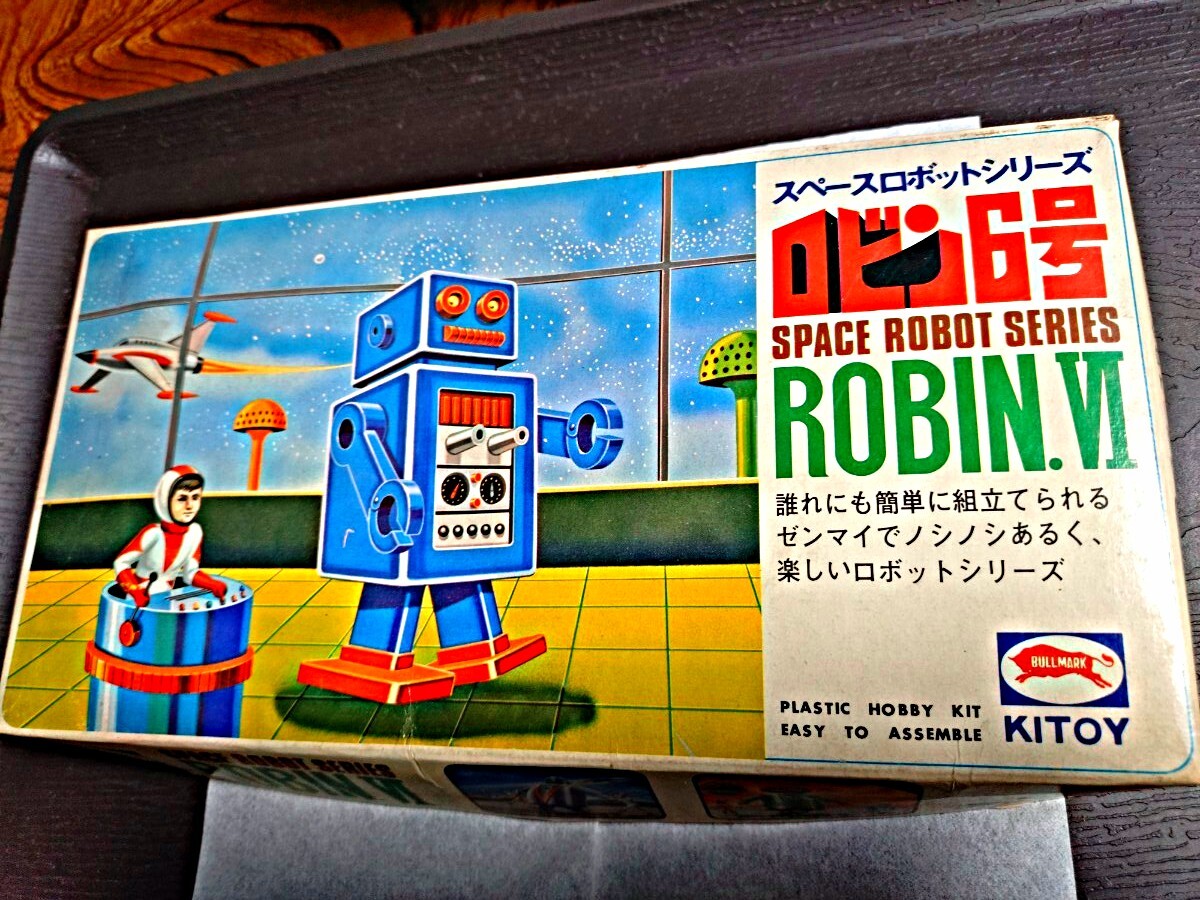 スペースロボットシリーズ
ロビン6号
SPACE ROBOT SERIES
ROBIN.VI
誰れにも簡単に組立てられる
ゼンマイでノシノシあるく、
楽しいロボットシリーズ
BULLMARK
PLASTIC HOBBY KIT
EASY TO ASSEMBLE
KITOY
ROBOT SERIES